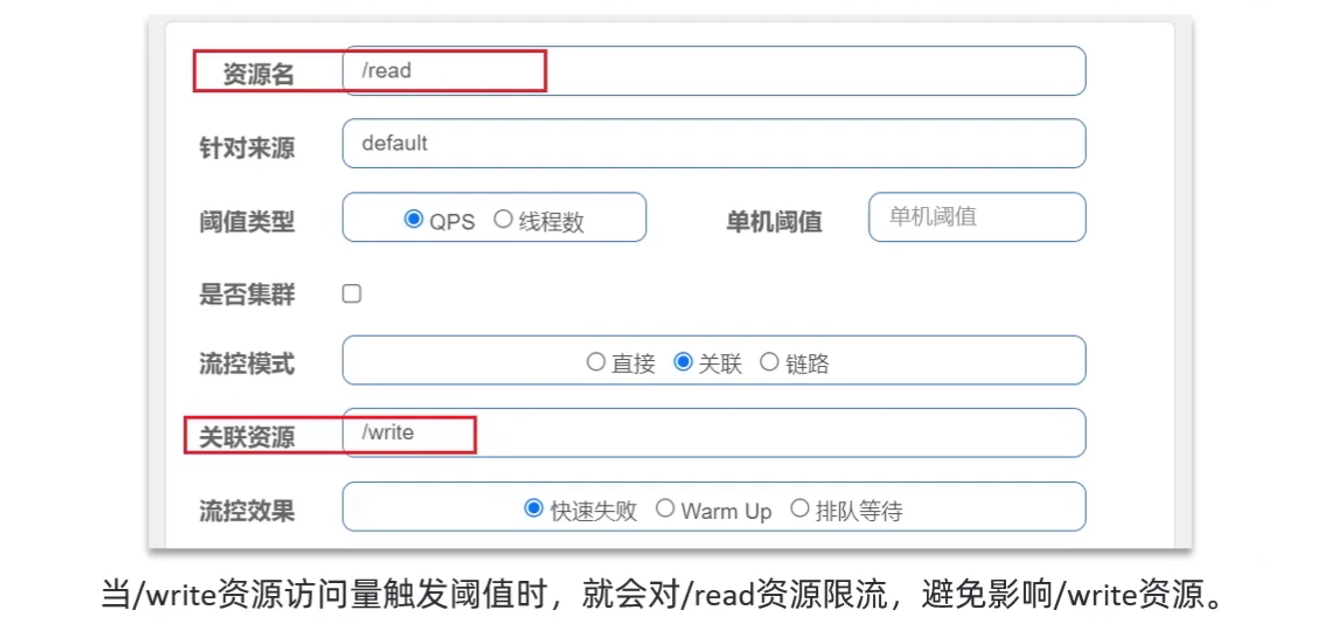 资源名 /read
针对来源 default
阈值类型 QPS 线程数 单机阈值 单机阈值
是否集群
流控模式 直接 关联 链路
关联资源 /write
流控效果 快速失败 Warm Up 排队等待
当/write资源访问量触发阈值时，就会对/read资源限流，避免影响/write资源。